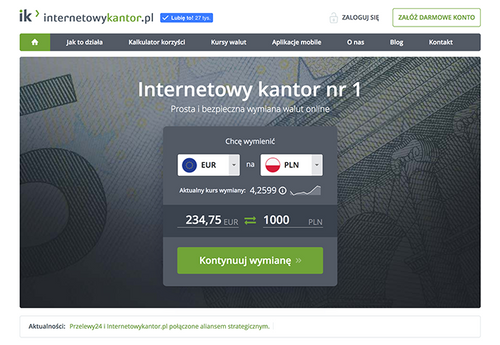 ik internetowykantor.pl
Lubię to! 27 tys.
ZALOGUJ SIĘ
ZAŁÓŻ DARMOWE KONTO
Jak to działa
Kalkulator korzyści
Kursy walut
Aplikacje mobile
O nas
Blog
Kontakt
Internetowy kantor nr 1
Prosta i bezpieczna wymiana walut online
Chcę wymienić
EUR na PLN
Aktualny kurs wymiany: 4,2599
234,75 EUR 1000 PLN
Kontynuuj wymianę »
Aktualności: Przelewy24 i Internetowykantor.pl połączone aliansem strategicznym.